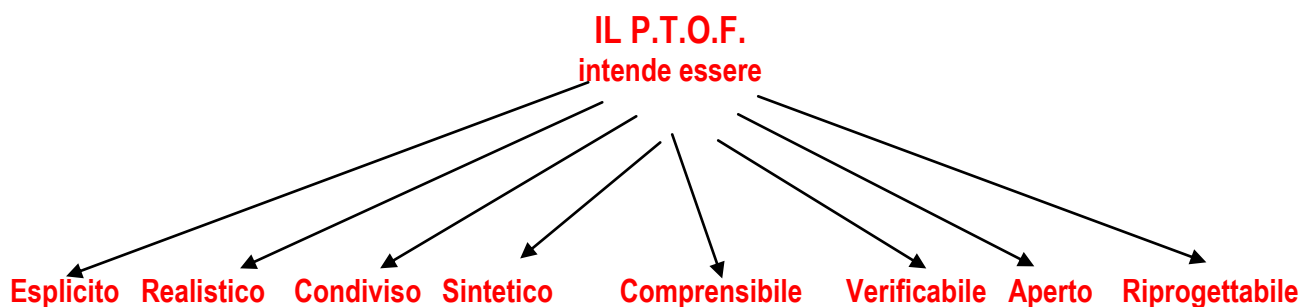 IL P.T.O.F.
intende essere
Esplicito Realistico Condiviso Sintetico Comprensibile Verificabile Aperto Riprogettabile